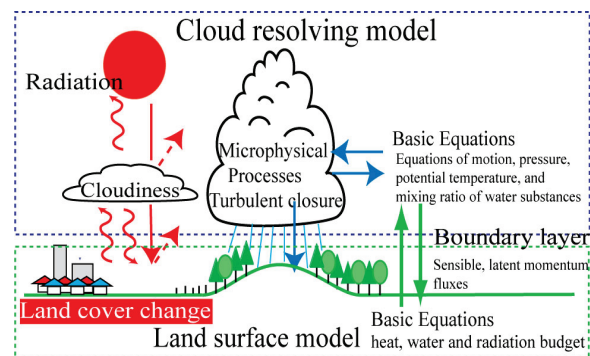 Cloud resolving model
Radiation
Cloudiness
Microphysical
Processes
Turbulent closure
Basic Equations
Equations of motion, pressure,
potential temperature, and
mixing ratio of water substances
Boundary layer
Sensible, latent momentum
fluxes
Land cover change
Land surface model
Basic Equations
heat, water and radiation budget